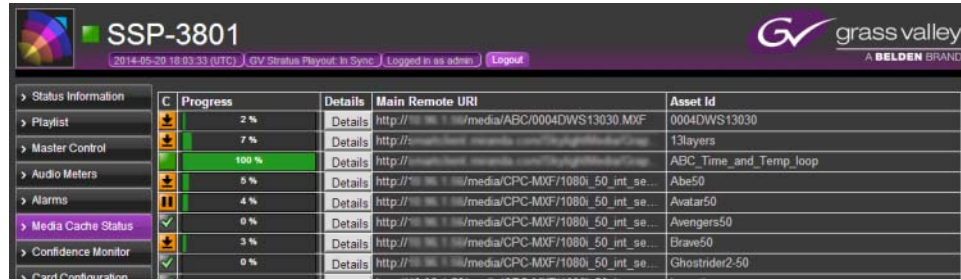 SSP-3801
GV grass valley
A BELDEN BRAND
2014-05-20 18:03:33 (UTC) GV Stratus Playout: In Sync Logged in as admin Logout
> Status Information
> Playlist
> Master Control
> Audio Meters
> Alarms
> Media Cache Status
> Confidence Monitor
> Card Configuration
C Progress Details Main Remote URI Asset Id
2 % Details http:// /media/ABC/0004DWS13030.MXF 0004DWS13030
7 % Details http:// 13layers
100 % Details http:// ABC_Time_and_Temp_loop
5 % Details http:// /media/CPC-MXF/1080i_50_int_se... Abe50
4 % Details http:// /media/CPC-MXF/1080i_50_int_se... Avatar50
0 % Details http:// /media/CPC-MXF/1080i_50_int_se... Avengers50
3 % Details http:// /media/CPC-MXF/1080i_50_int_se... Brave50
0 % Details http:// /media/CPC-MXF/1080i_50_int_se... Ghostrider2-50